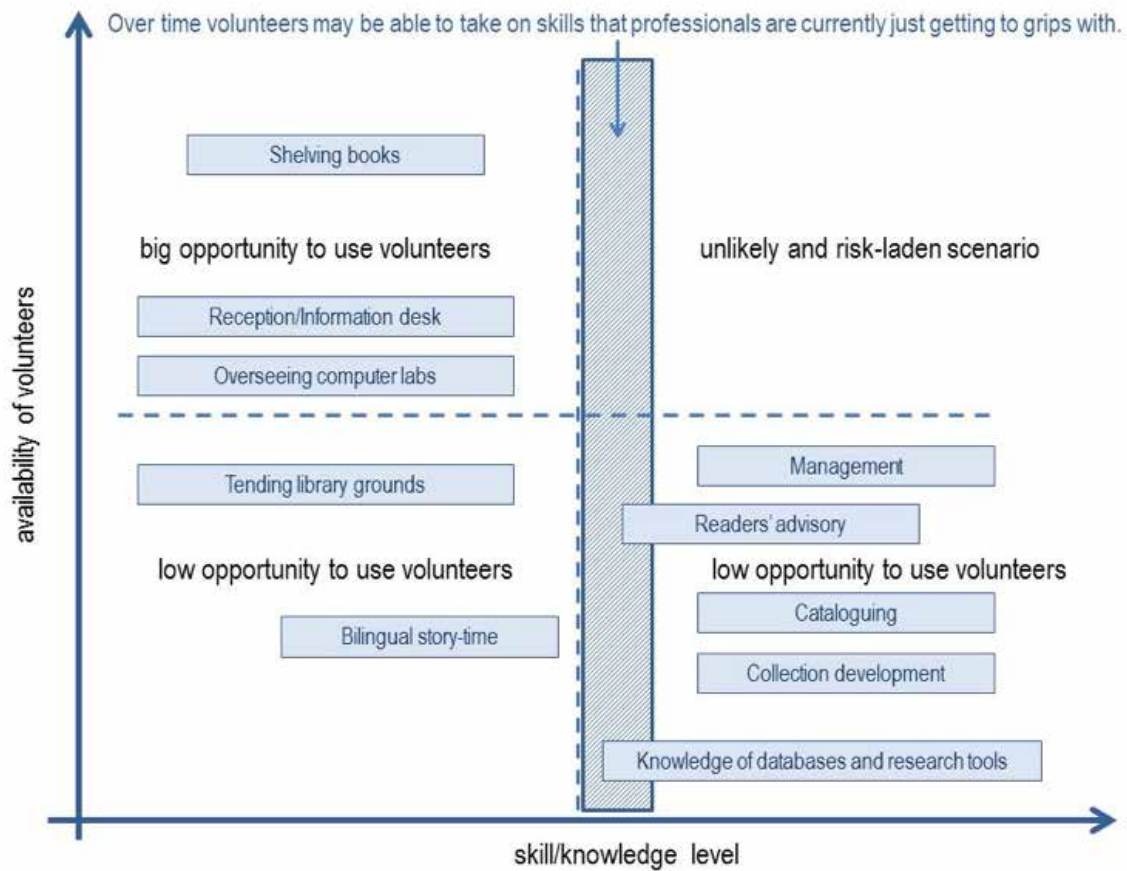 Over time volunteers may be able to take on skills that professionals are currently just getting to grips with.
Shelving books
big opportunity to use volunteers
unlikely and risk-laden scenario
Reception/Information desk
Overseeing computer labs
availability of volunteers
Tending library grounds
Management
Readers' advisory
low opportunity to use volunteers
low opportunity to use volunteers
Bilingual story-time
Cataloguing
Collection development
Knowledge of databases and research tools
skill/knowledge level